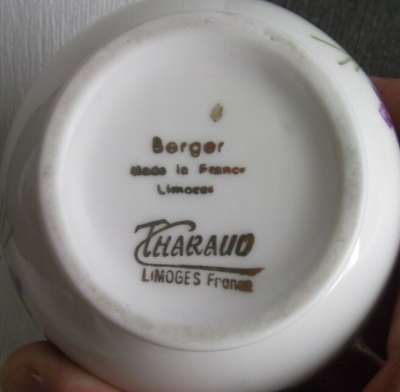 Berger
Made in France
Limoges
THARAUD
LIMOGES France